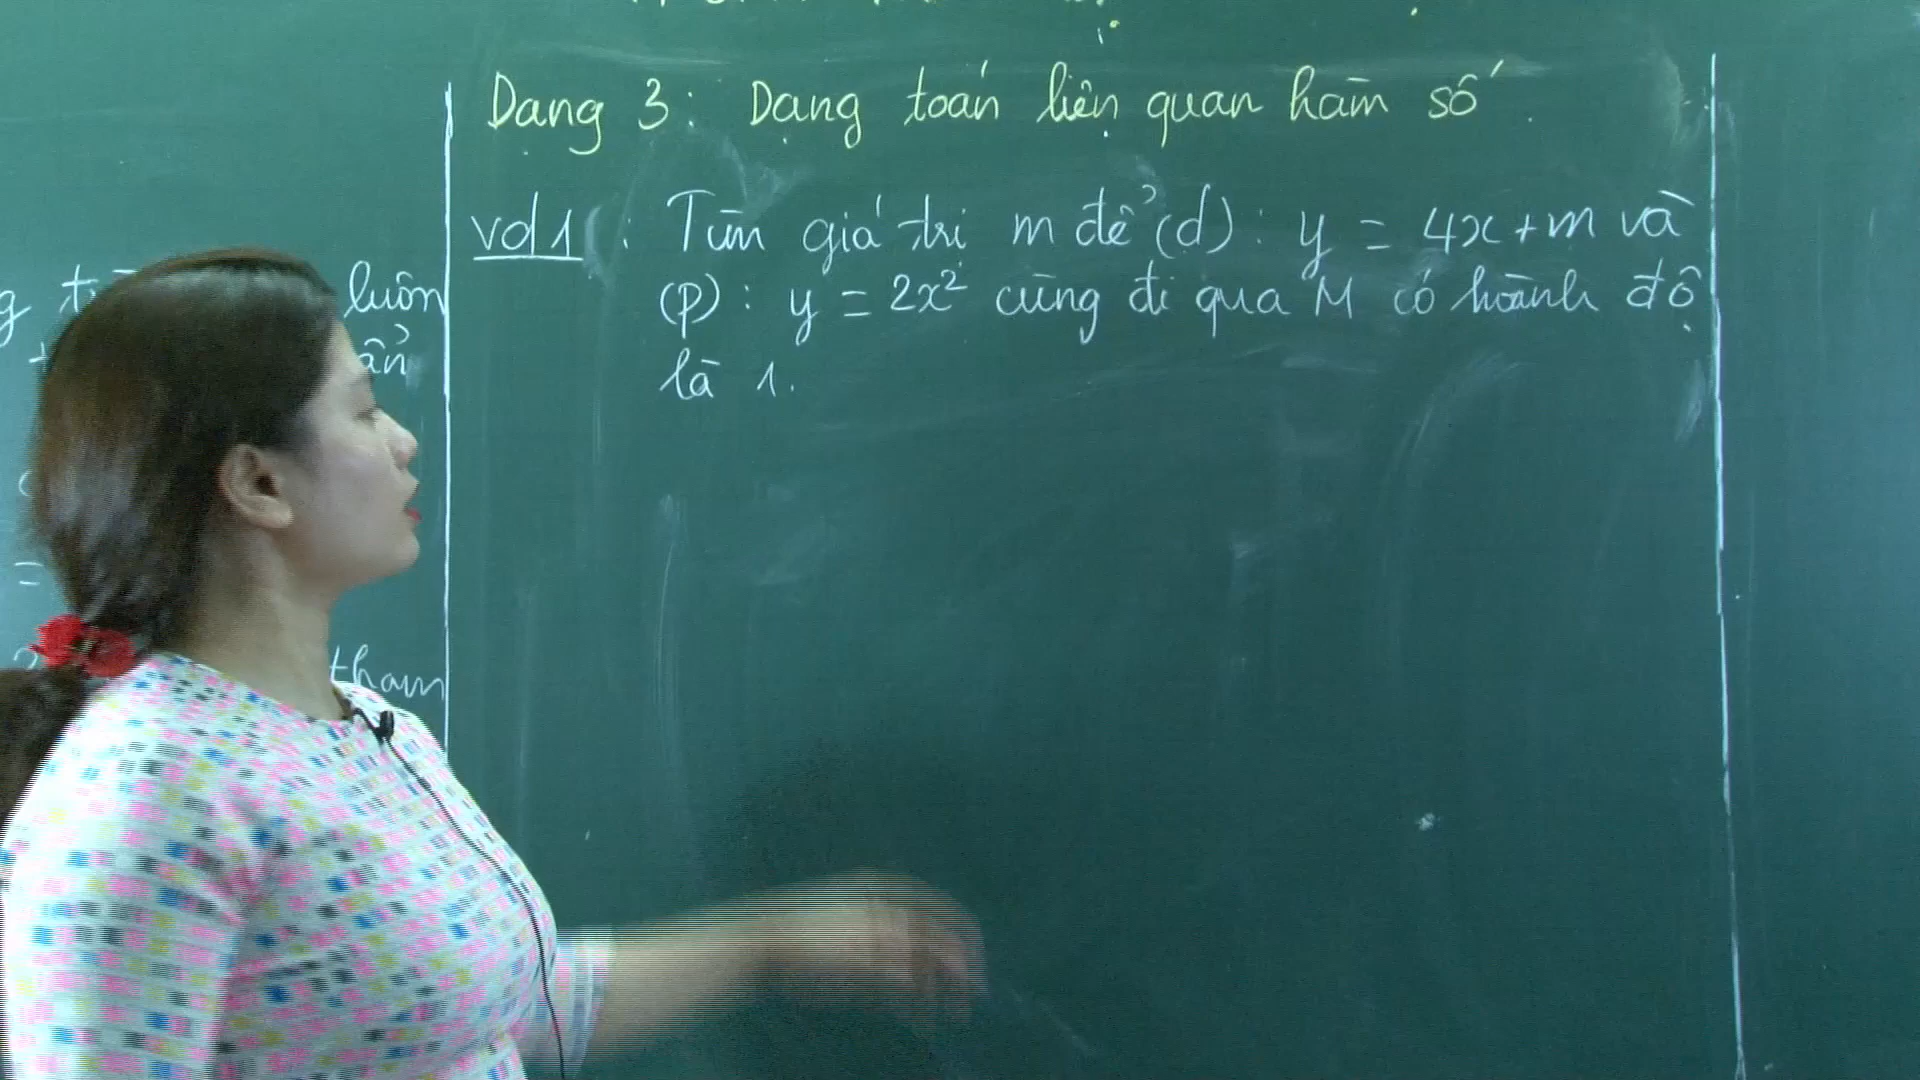 Dạng 3: Dạng toán liên quan hàm số.
vd1: Tìm giá trị m để (d): y = 4x + m và
(p): y = 2x² cùng đi qua M có hoành độ
là 1.
luôn
ẩn
=
tham